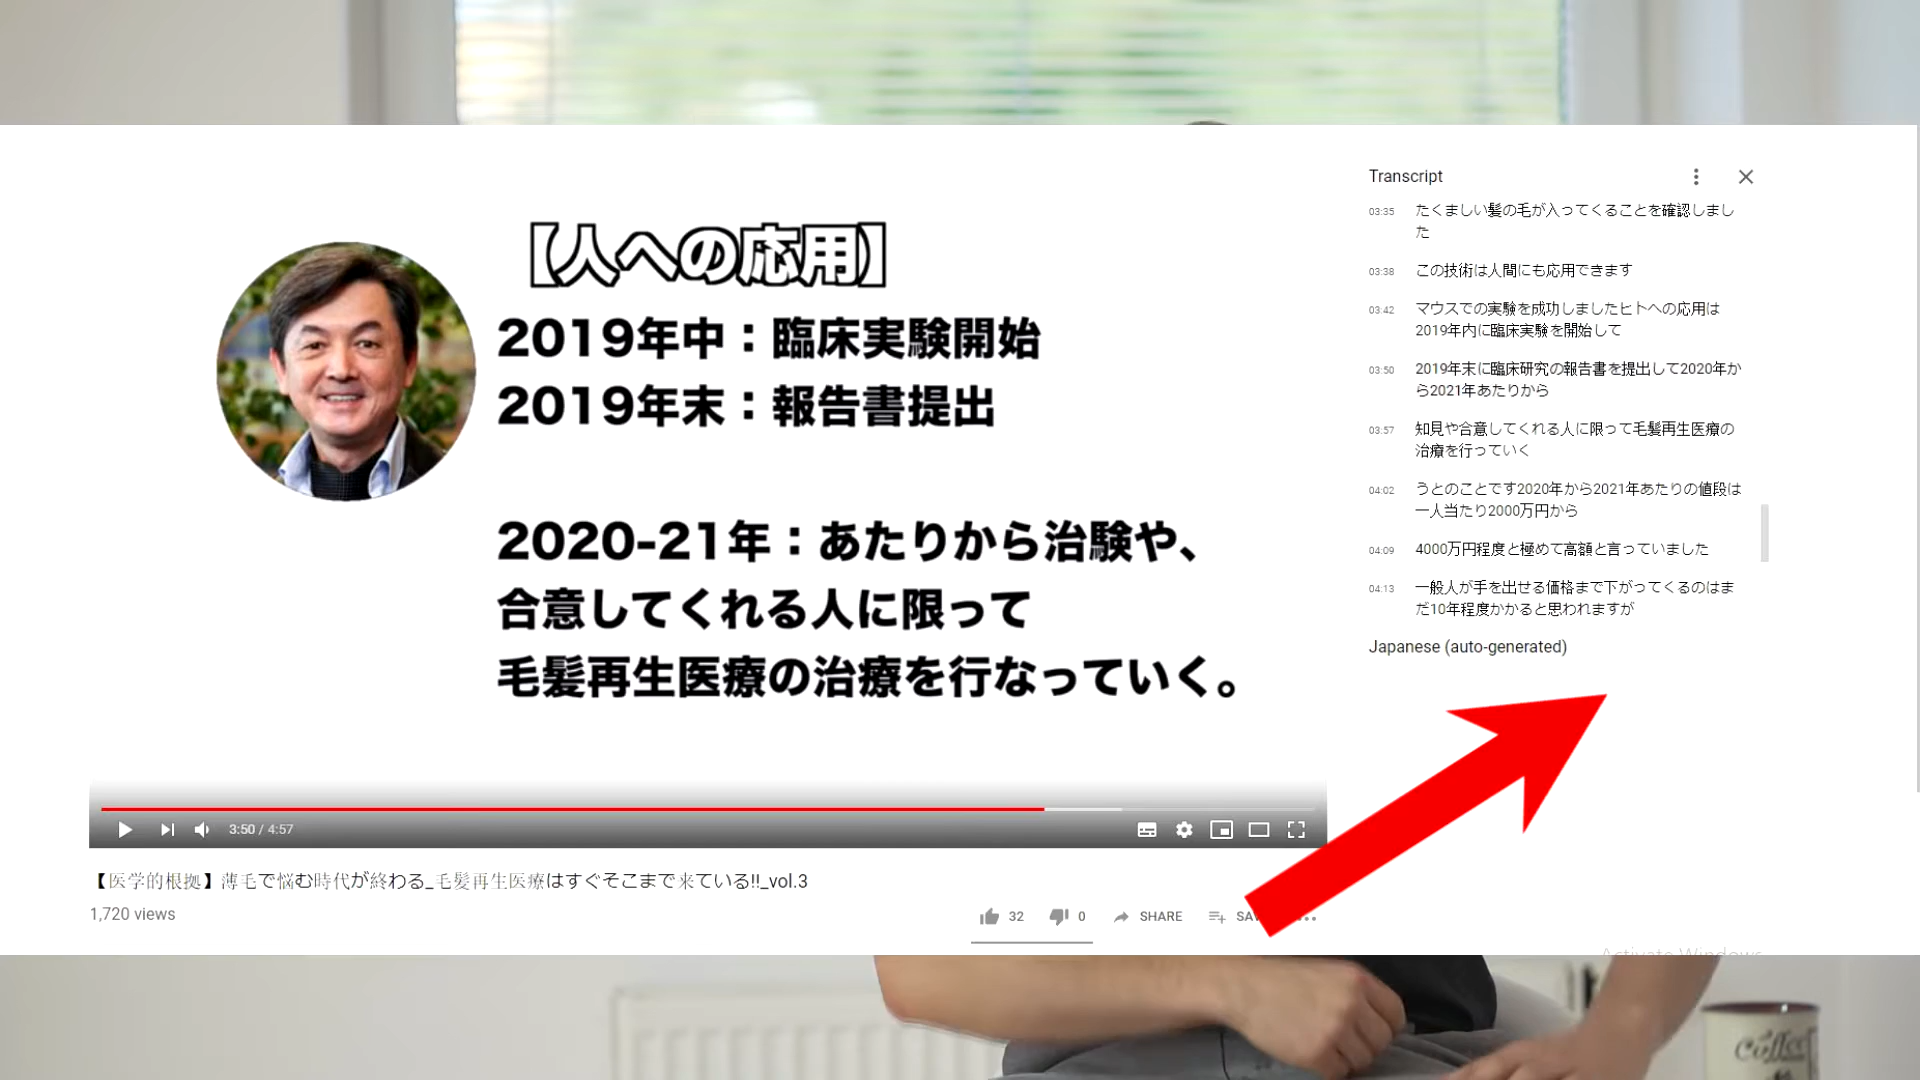 【人への応用】
2019年中：臨床実験開始
2019年末：報告書提出
2020-21年：あたりから治験や、
合意してくれる人に限って
毛髪再生医療の治療を行なっていく。
3:50 / 4:57
【医学的根拠】薄毛で悩む時代が終わる_毛髪再生医療はすぐそこまで来ている!!_vol.3
1,720 views
32
0
SHARE
Transcript
03:35
たくましい髪の毛が入ってくることを確認しまし
た
03:38
この技術は人間にも応用できます
03:42
マウスでの実験を成功しましたヒトへの応用は
2019年内に臨床実験を開始して
03:50
2019年末に臨床研究の報告書を提出して2020年か
ら2021年あたりから
03:57
知見や合意してくれる人に限って毛髪再生医療の
治療を行っていく
04:02
うとのことです2020年から2021年あたりの値段は
一人当たり2000万円から
04:09
4000万円程度と極めて高額と言っていました
04:13
一般人が手を出せる価格まで下がってくるのはま
だ10年程度かかると思われますが
Japanese (auto-generated)
Activate Windows
Coffee